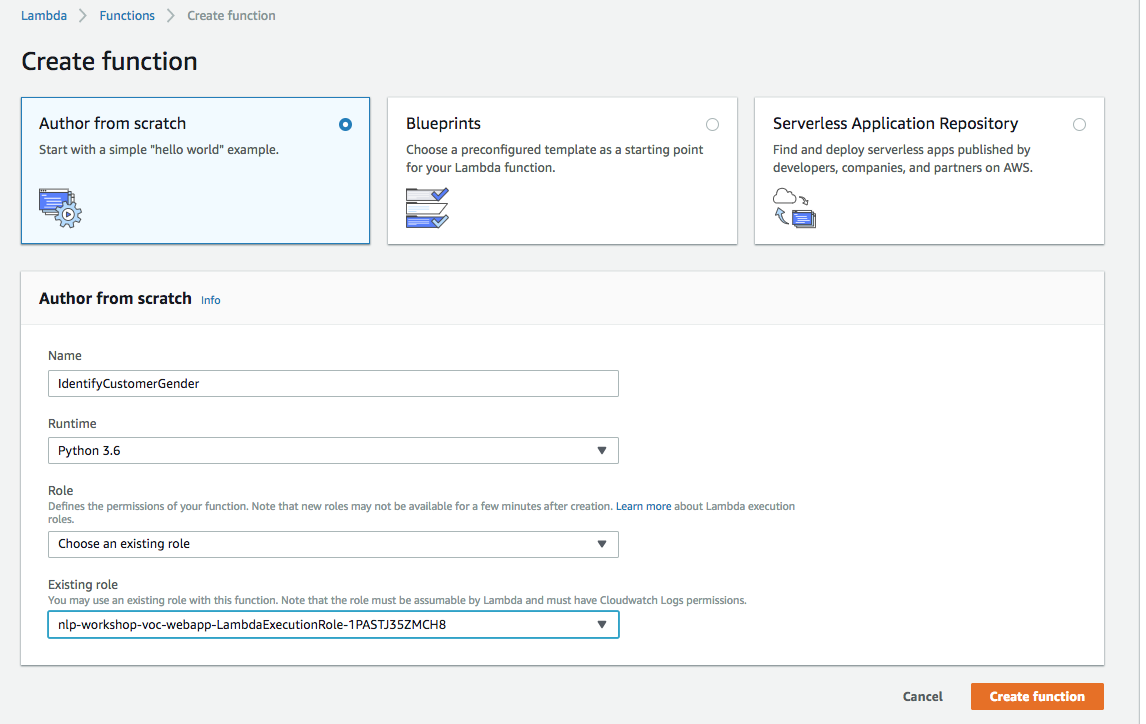 Lambda > Functions > Create function
Create function
Author from scratch
Start with a simple "hello world" example.
Blueprints
Choose a preconfigured template as a starting point
for your Lambda function.
Serverless Application Repository
Find and deploy serverless apps published by
developers, companies, and partners on AWS.
Author from scratch Info
Name
IdentifyCustomerGender
Runtime
Python 3.6
Role
Defines the permissions of your function. Note that new roles may not be available for a few minutes after creation. Learn more about Lambda execution
roles.
Choose an existing role
Existing role
You may use an existing role with this function. Note that the role must be assumable by Lambda and must have Cloudwatch Logs permissions.
nlp-workshop-voc-webapp-LambdaExecutionRole-1PASTJ35ZMCH8
Cancel Create function